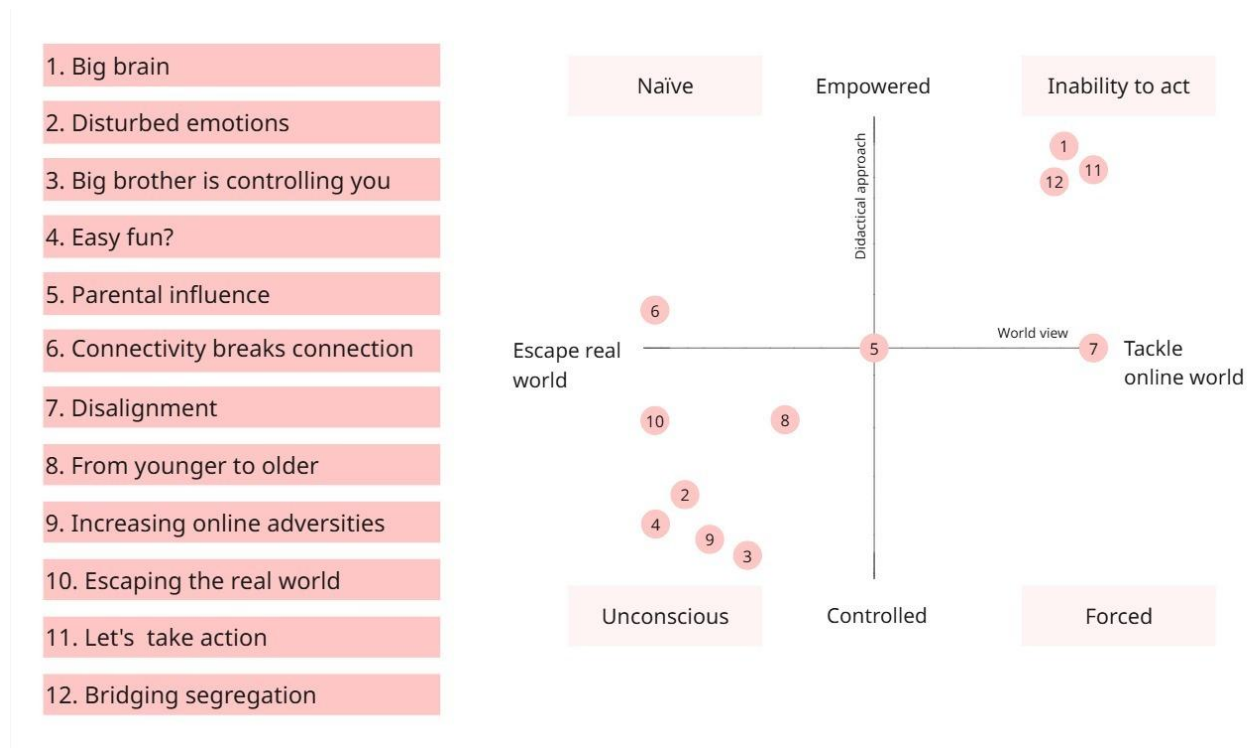 1. Big brain
2. Disturbed emotions
3. Big brother is controlling you
4. Easy fun?
5. Parental influence
6. Connectivity breaks connection
7. Disalignment
8. From younger to older
9. Increasing online adversities
10. Escaping the real world
11. Let's  take action
12. Bridging segregation
Naïve
Empowered
Inability to act
Didactical approach
1
11
12
6
World view
Escape real
world
5
7
Tackle
online world
10
8
2
4
9
3
Unconscious
Controlled
Forced